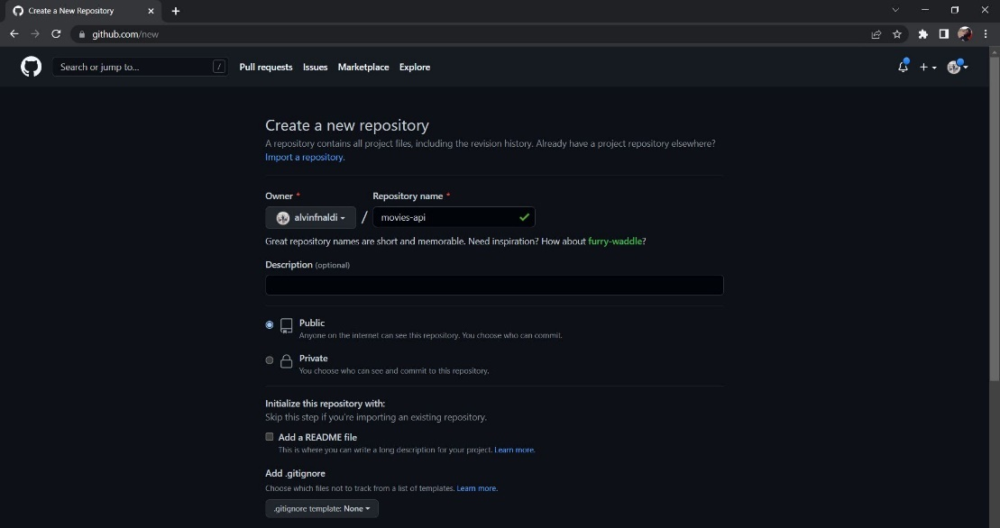 Create a New Repository
github.com/new
Search or jump to... /
Pull requests Issues Marketplace Explore
Create a new repository
A repository contains all project files, including the revision history. Already have a project repository elsewhere?
Import a repository.
Owner * Repository name *
alvinfnaldi / movies-api
Great repository names are short and memorable. Need inspiration? How about furry-waddle?
Description (optional)
Public
Anyone on the internet can see this repository. You choose who can commit.
Private
You choose who can see and commit to this repository.
Initialize this repository with:
Skip this step if you're importing an existing repository.
Add a README file
This is where you can write a long description for your project. Learn more.
Add .gitignore
Choose which files not to track from a list of templates. Learn more.
.gitignore template: None